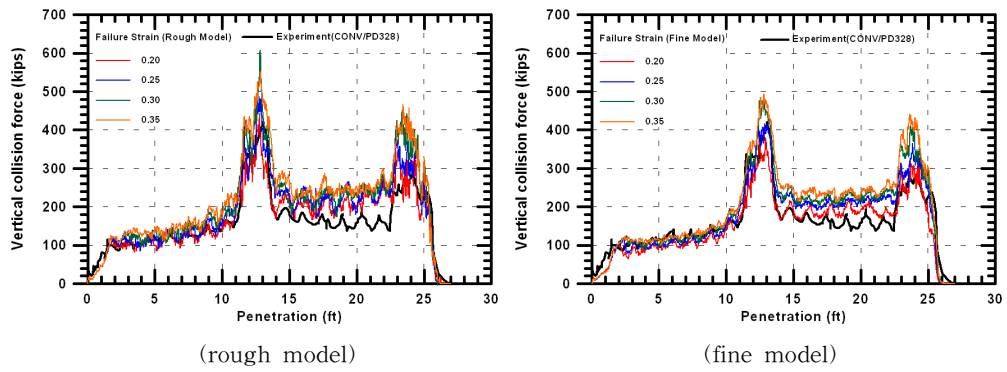 700
600
500
400
300
200
100
0
Vertical collision force (kips)
Failure Strain (Rough Model)
Experiment(CONV/PD328)
0.20
0.25
0.30
0.35
0 5 10 15 20 25 30
Penetration (ft)
(rough model)
700
600
500
400
300
200
100
0
Vertical collision force (kips)
Failure Strain (Fine Model)
Experiment(CONV/PD328)
0.20
0.25
0.30
0.35
0 5 10 15 20 25 30
Penetration (ft)
(fine model)